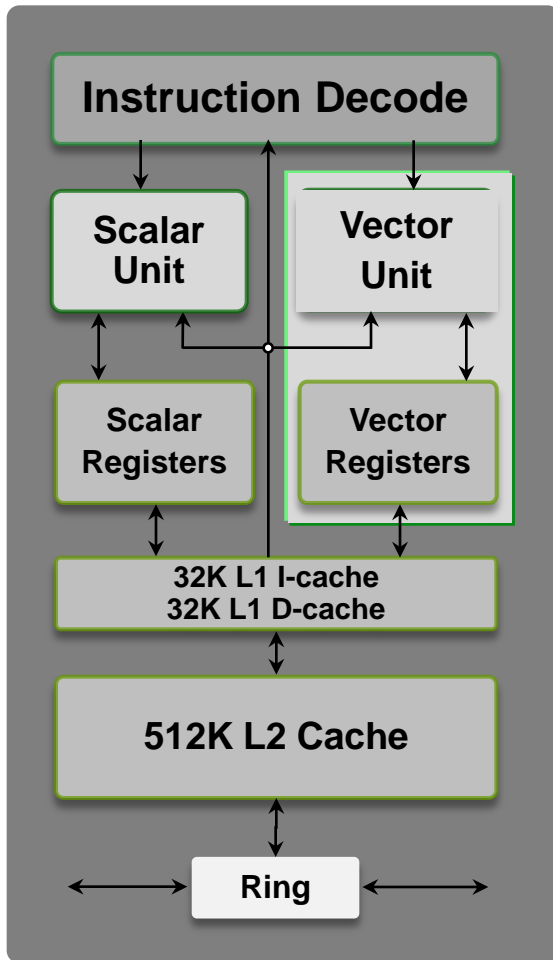 Instruction Decode
Scalar
Unit
Vector
Unit
Scalar
Registers
Vector
Registers
32K L1 I-cache
32K L1 D-cache
512K L2 Cache
Ring